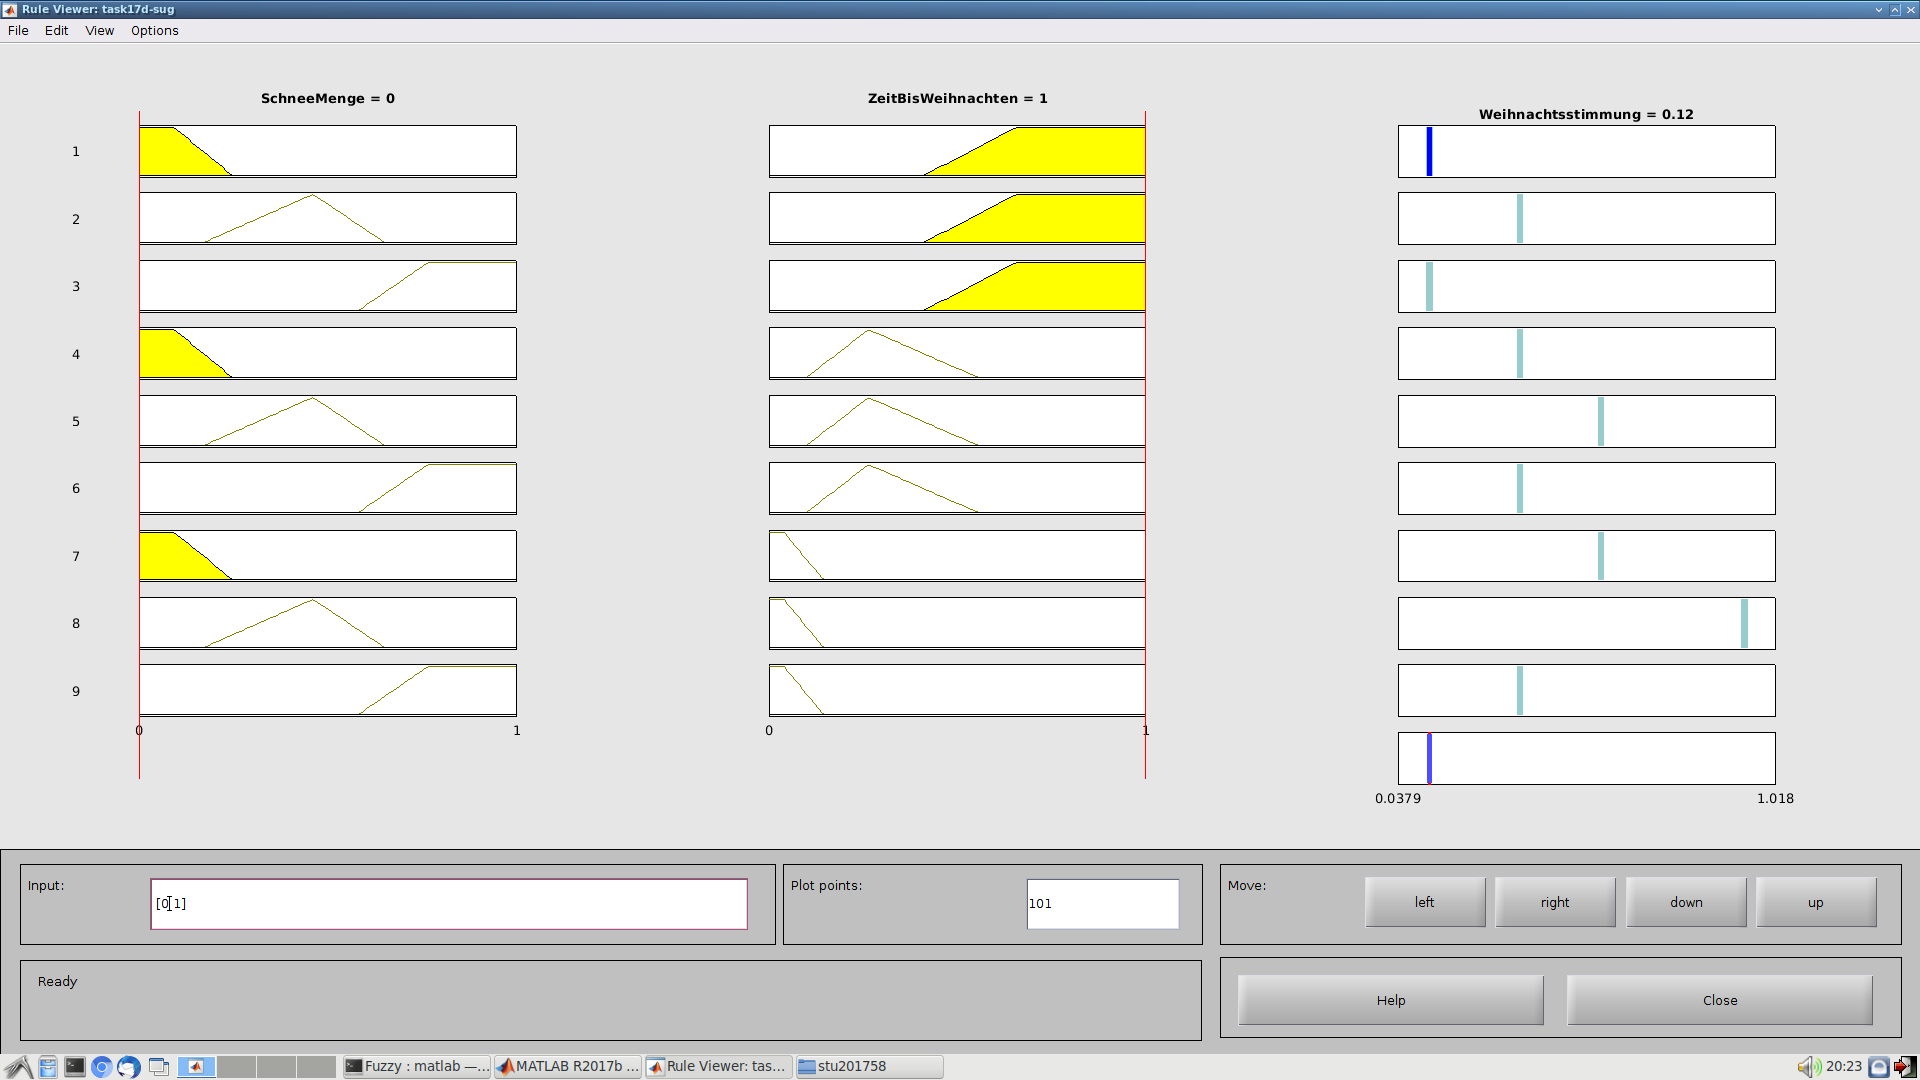 Rule Viewer: task17d-sug
File Edit View Options
SchneeMenge = 0
ZeitBisWeihnachten = 1
Weihnachtsstimmung = 0.12
1
2
3
4
5
6
7
8
9
0 1
0 1
0.0379 1.018
Input:
[0 1]
Plot points:
101
Move:
left
right
down
up
Ready
Help
Close
Fuzzy : matlab —...
MATLAB R2017b ...
Rule Viewer: tas...
stu201758
20:23